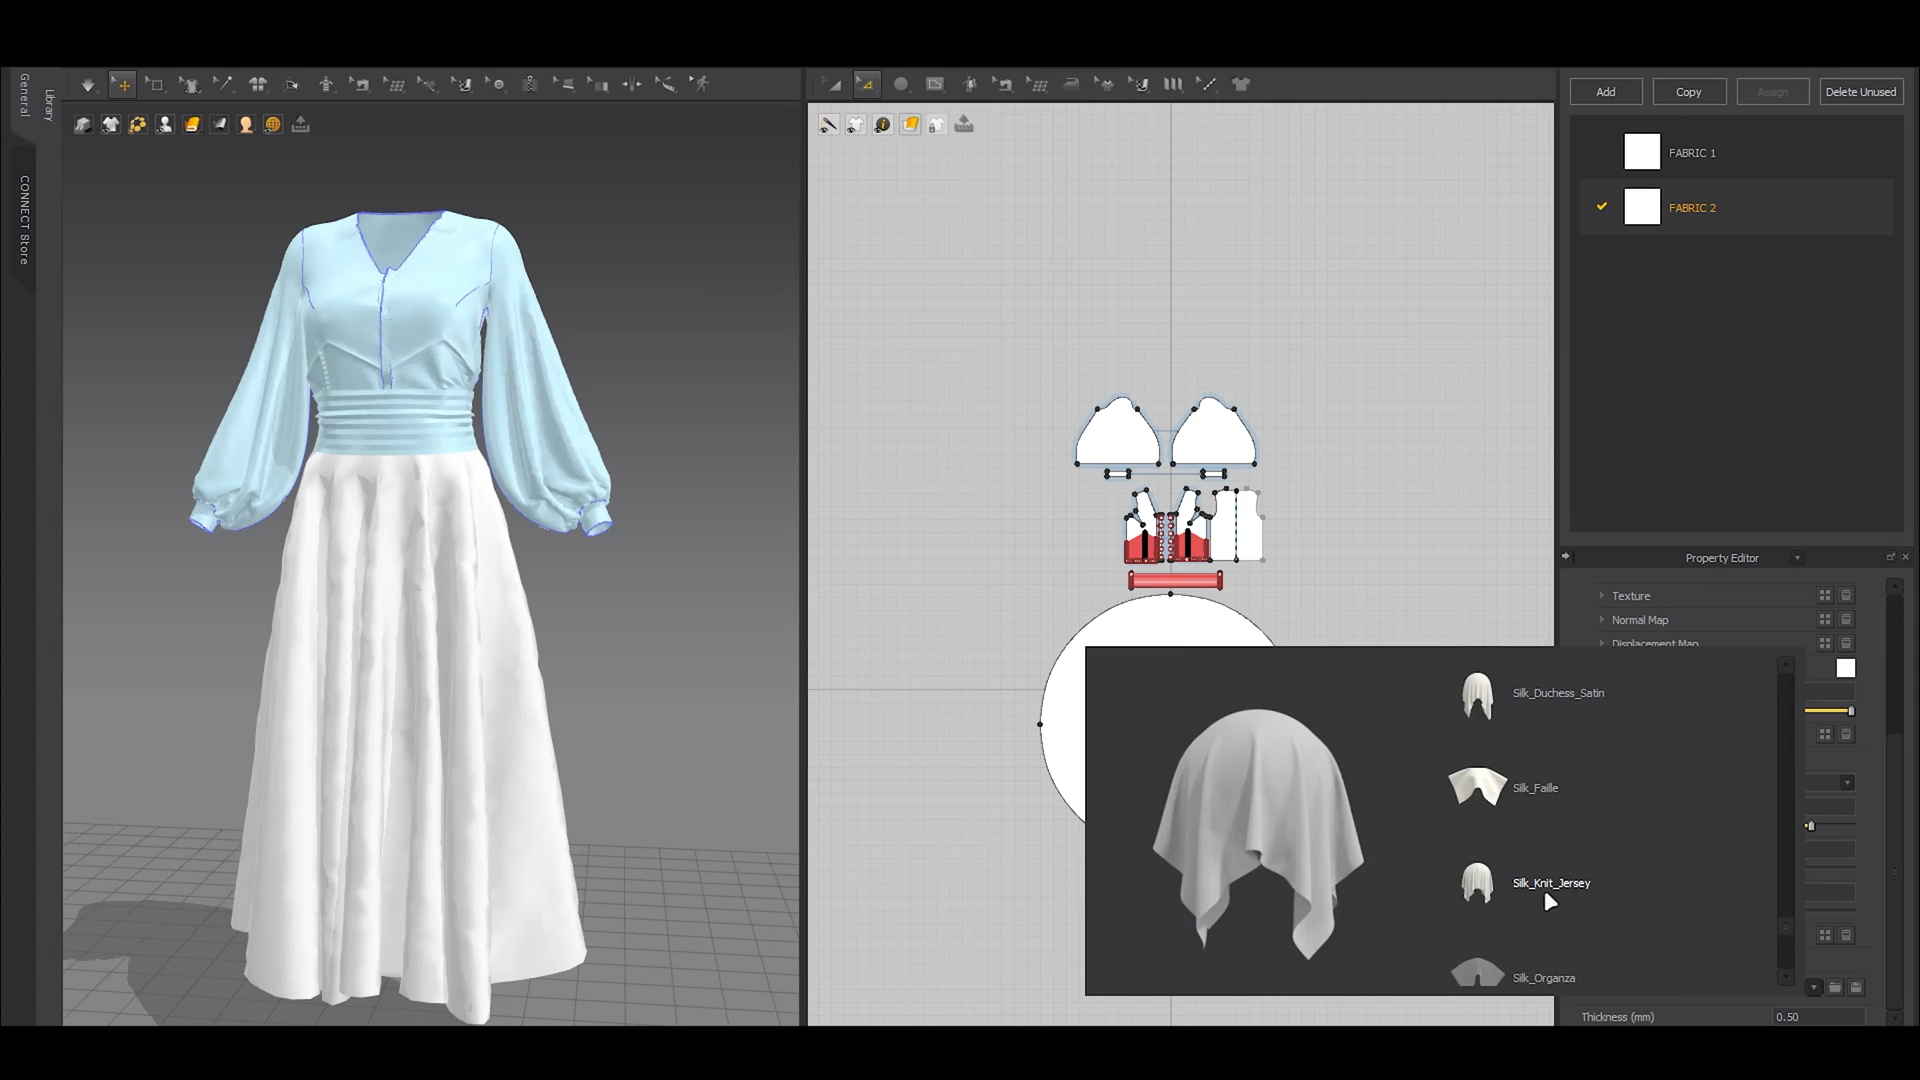 General
Library
CONNECT Store
Add
Copy
Assign
Delete Unused
FABRIC 1
FABRIC 2
Property Editor
Texture
Normal Map
Displacement Map
Silk_Duchess_Satin
Silk_Faille
Silk_Knit_Jersey
Silk_Organza
Thickness (mm)
0.50